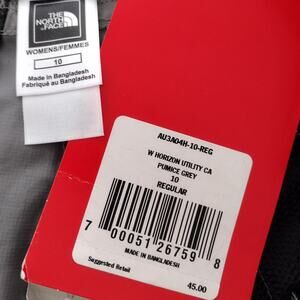 THE
NORTH
FACE
WOMENS/FEMMES
10
Made in Bangladesh
Fabriqué au Bangladesh
AU3A04H-10-REG
W HORIZON UTILITY CA
PUMICE GREY
10
REGULAR
7 00051 26759 8
MADE IN BANGLADESH
Suggested Retail
45.00